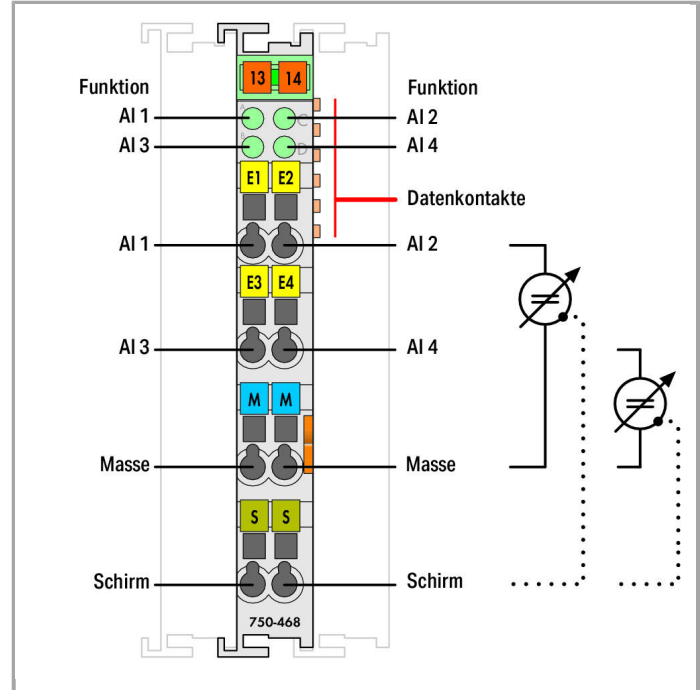 13 14
Funktion Funktion
A C
AI 1 AI 2
B D
AI 3 AI 4
E1 E2
Datenkontakte
AI 1 AI 2
E3 E4
AI 3 AI 4
M M
Masse Masse
S S
Schirm Schirm
750-468